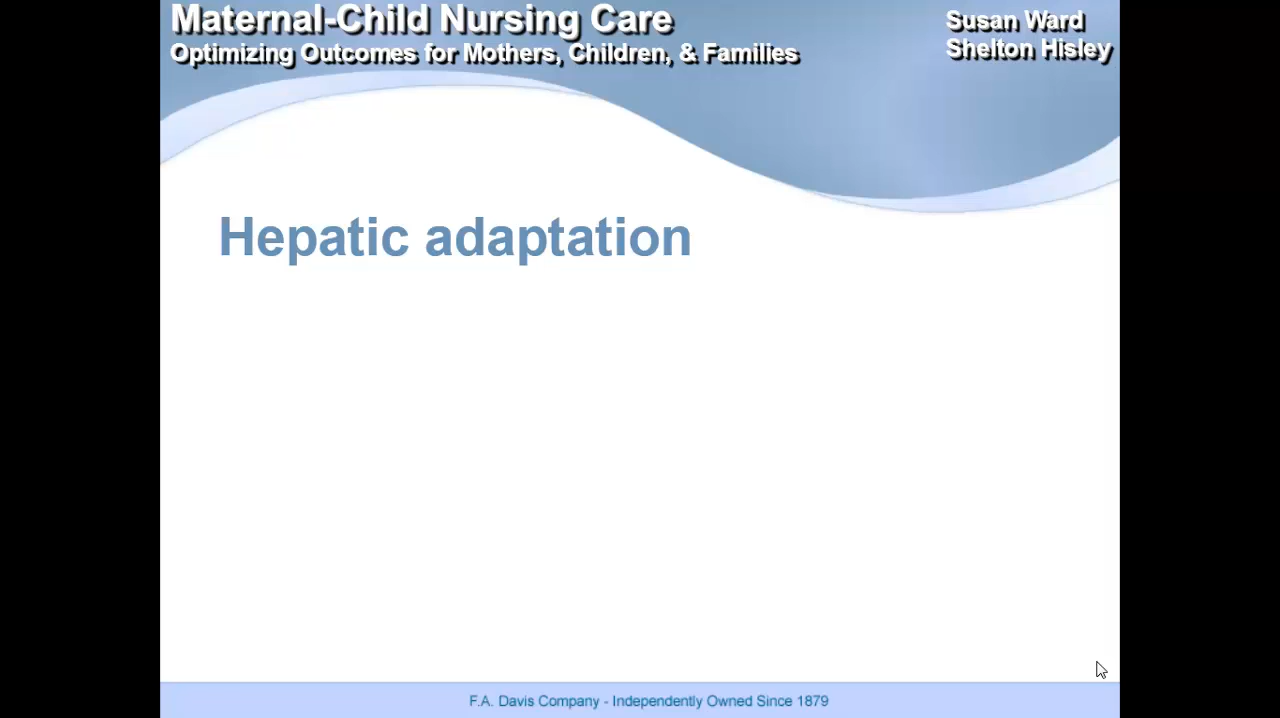 Maternal-Child Nursing Care
Optimizing Outcomes for Mothers, Children, & Families
Susan Ward
Shelton Hisley
Hepatic adaptation
F.A. Davis Company - Independently Owned Since 1879